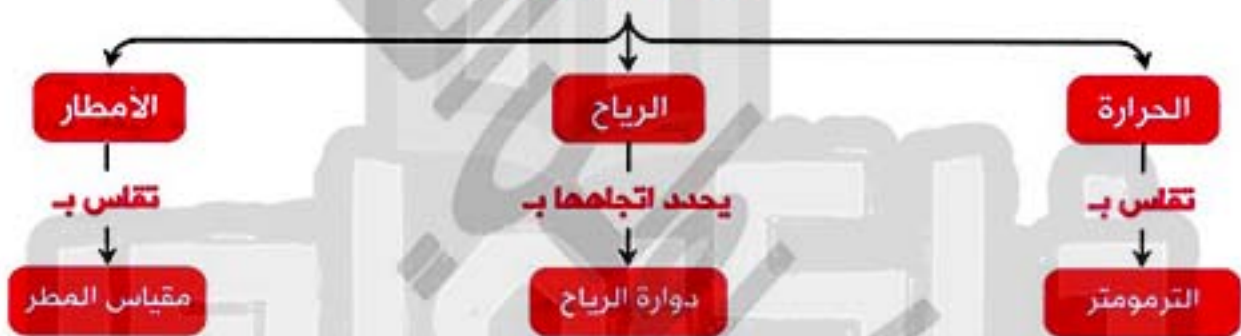 الحرارة
الرياح
الأمطار
تقاس بـ
يحدد اتجاهها بـ
تقاس بـ
الترمومتر
دوارة الرياح
مقياس المطر